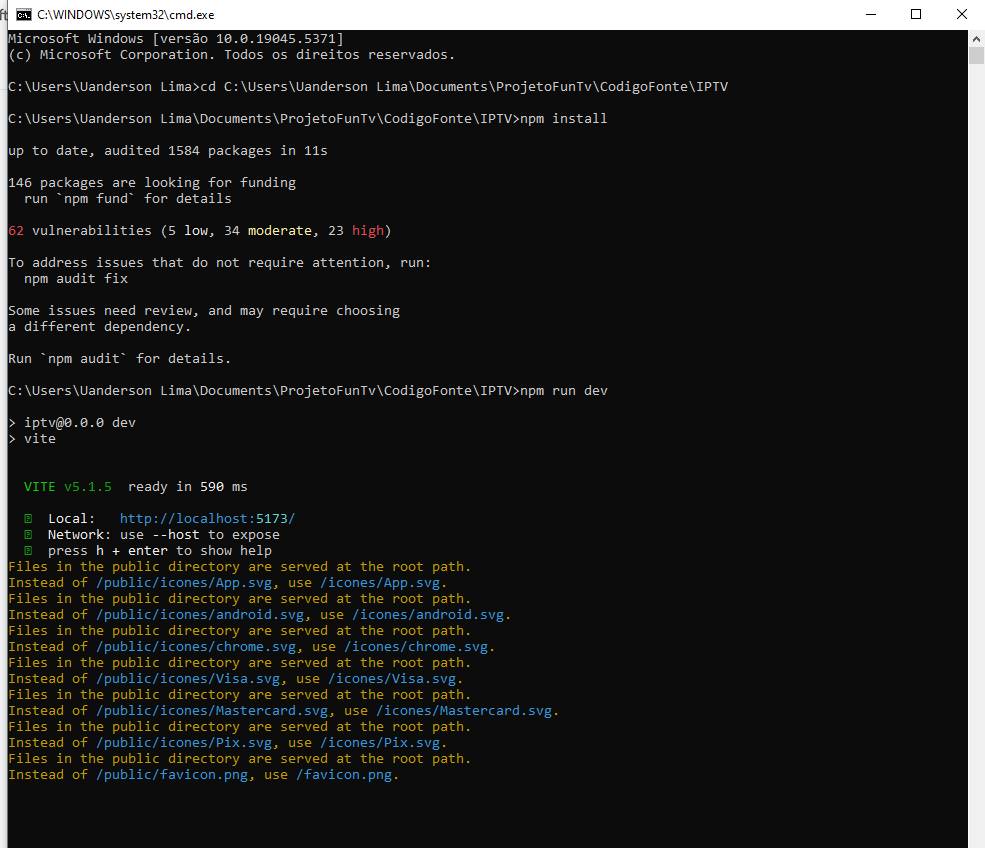 C:\WINDOWS\system32\cmd.exe
Microsoft Windows [versão 10.0.19045.5371]
(c) Microsoft Corporation. Todos os direitos reservados.
C:\Users\Uanderson Lima>cd C:\Users\Uanderson Lima\Documents\ProjetoFunTv\CodigoFonte\IPTV
C:\Users\Uanderson Lima\Documents\ProjetoFunTv\CodigoFonte\IPTV>npm install
up to date, audited 1584 packages in 11s
146 packages are looking for funding
  run `npm fund` for details
62 vulnerabilities (5 low, 34 moderate, 23 high)
To address issues that do not require attention, run:
  npm audit fix
Some issues need review, and may require choosing
a different dependency.
Run `npm audit` for details.
C:\Users\Uanderson Lima\Documents\ProjetoFunTv\CodigoFonte\IPTV>npm run dev
> iptv@0.0.0 dev
> vite
  VITE v5.1.5  ready in 590 ms
  Local:   http://localhost:5173/
  Network: use --host to expose
  press h + enter to show help
Files in the public directory are served at the root path.
Instead of /public/icones/App.svg, use /icones/App.svg.
Files in the public directory are served at the root path.
Instead of /public/icones/android.svg, use /icones/android.svg.
Files in the public directory are served at the root path.
Instead of /public/icones/chrome.svg, use /icones/chrome.svg.
Files in the public directory are served at the root path.
Instead of /public/icones/Visa.svg, use /icones/Visa.svg.
Files in the public directory are served at the root path.
Instead of /public/icones/Mastercard.svg, use /icones/Mastercard.svg.
Files in the public directory are served at the root path.
Instead of /public/icones/Pix.svg, use /icones/Pix.svg.
Files in the public directory are served at the root path.
Instead of /public/favicon.png, use /favicon.png.